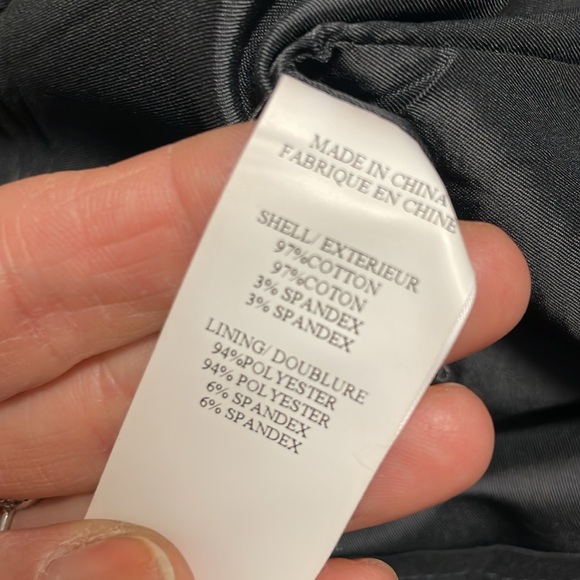 MADE IN CHINA
FABRIQUE EN CHINE
SHELL/ EXTERIEUR
97%COTTON
97%COTON
3% SPANDEX
3% SPANDEX
LINING/ DOUBLURE
94%POLYESTER
94% POLYESTER
6% SPANDEX
6% SPANDEX